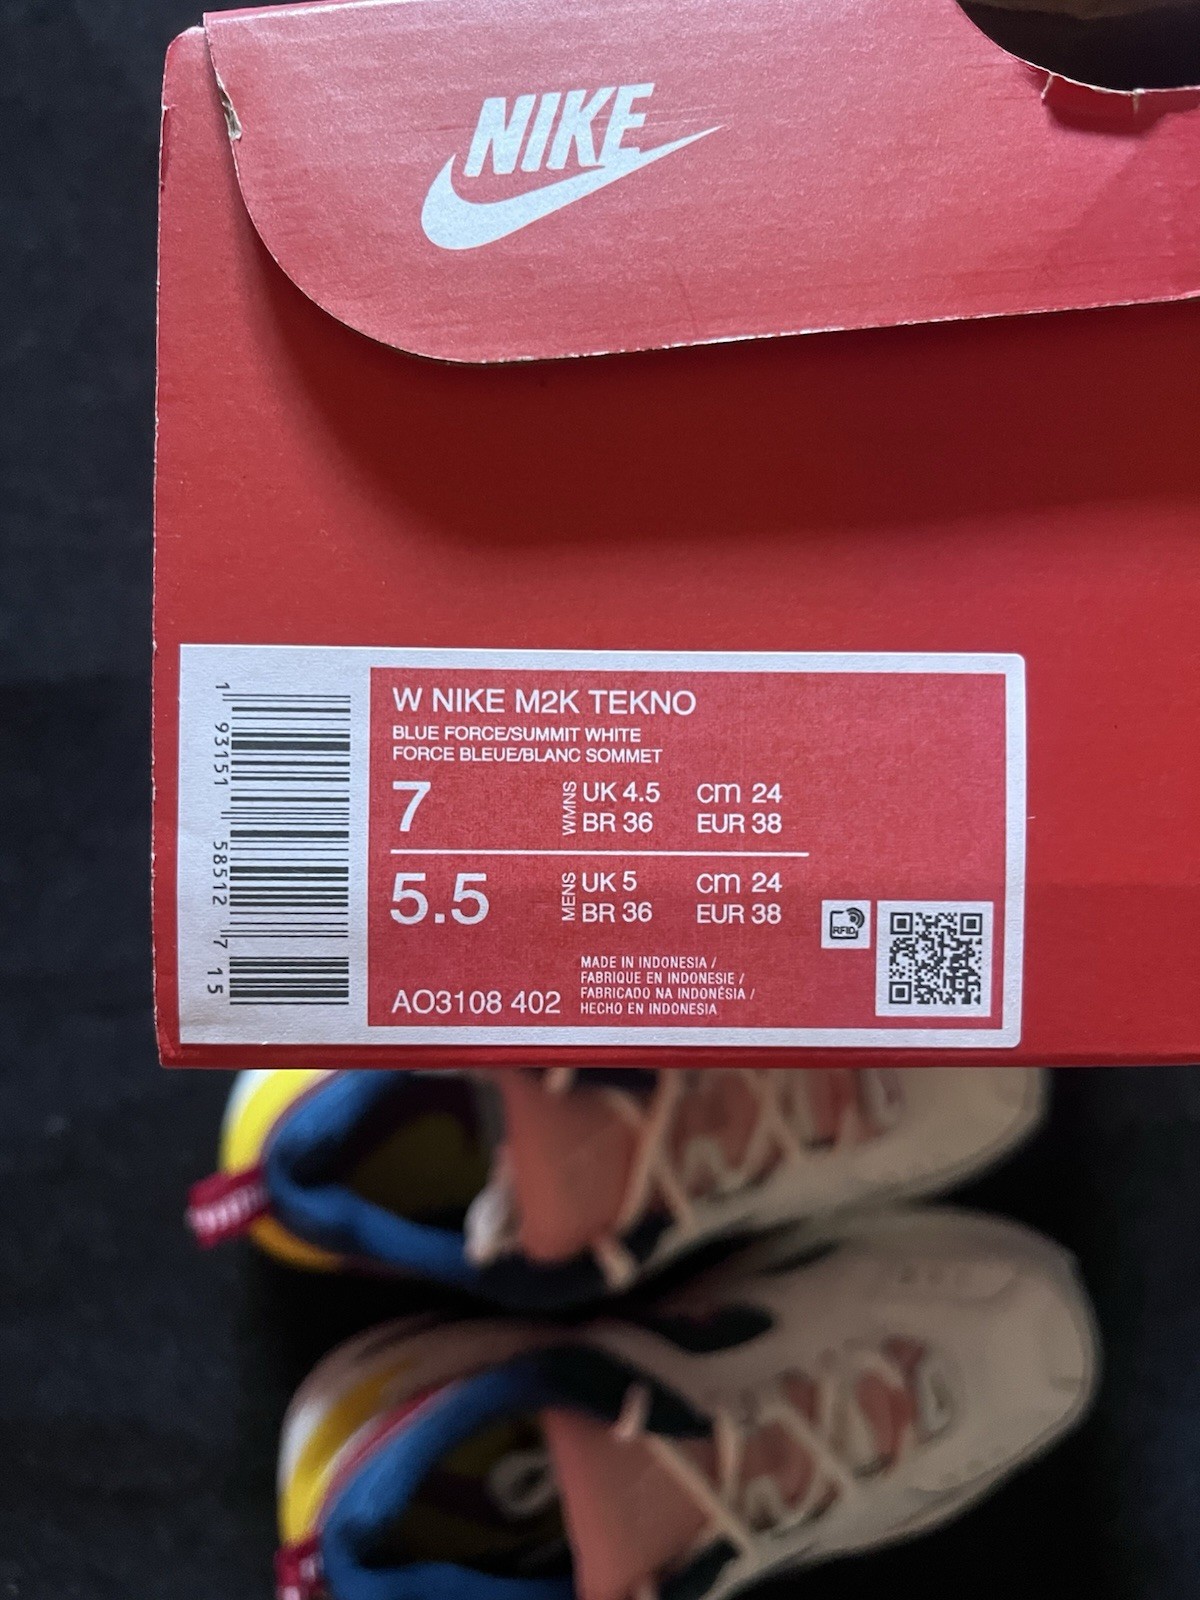 NIKE
W NIKE M2K TEKNO
BLUE FORCE/SUMMIT WHITE
FORCE BLEUE/BLANC SOMMET
7 WMNS UK 4.5 cm 24
BR 36 EUR 38
5.5 MENS UK 5 cm 24
BR 36 EUR 38
AO3108 402
MADE IN INDONESIA /
FABRIQUE EN INDONESIE /
FABRICADO NA INDONÉSIA /
HECHO EN INDONESIA
RFID
1 93151 58512 7 15